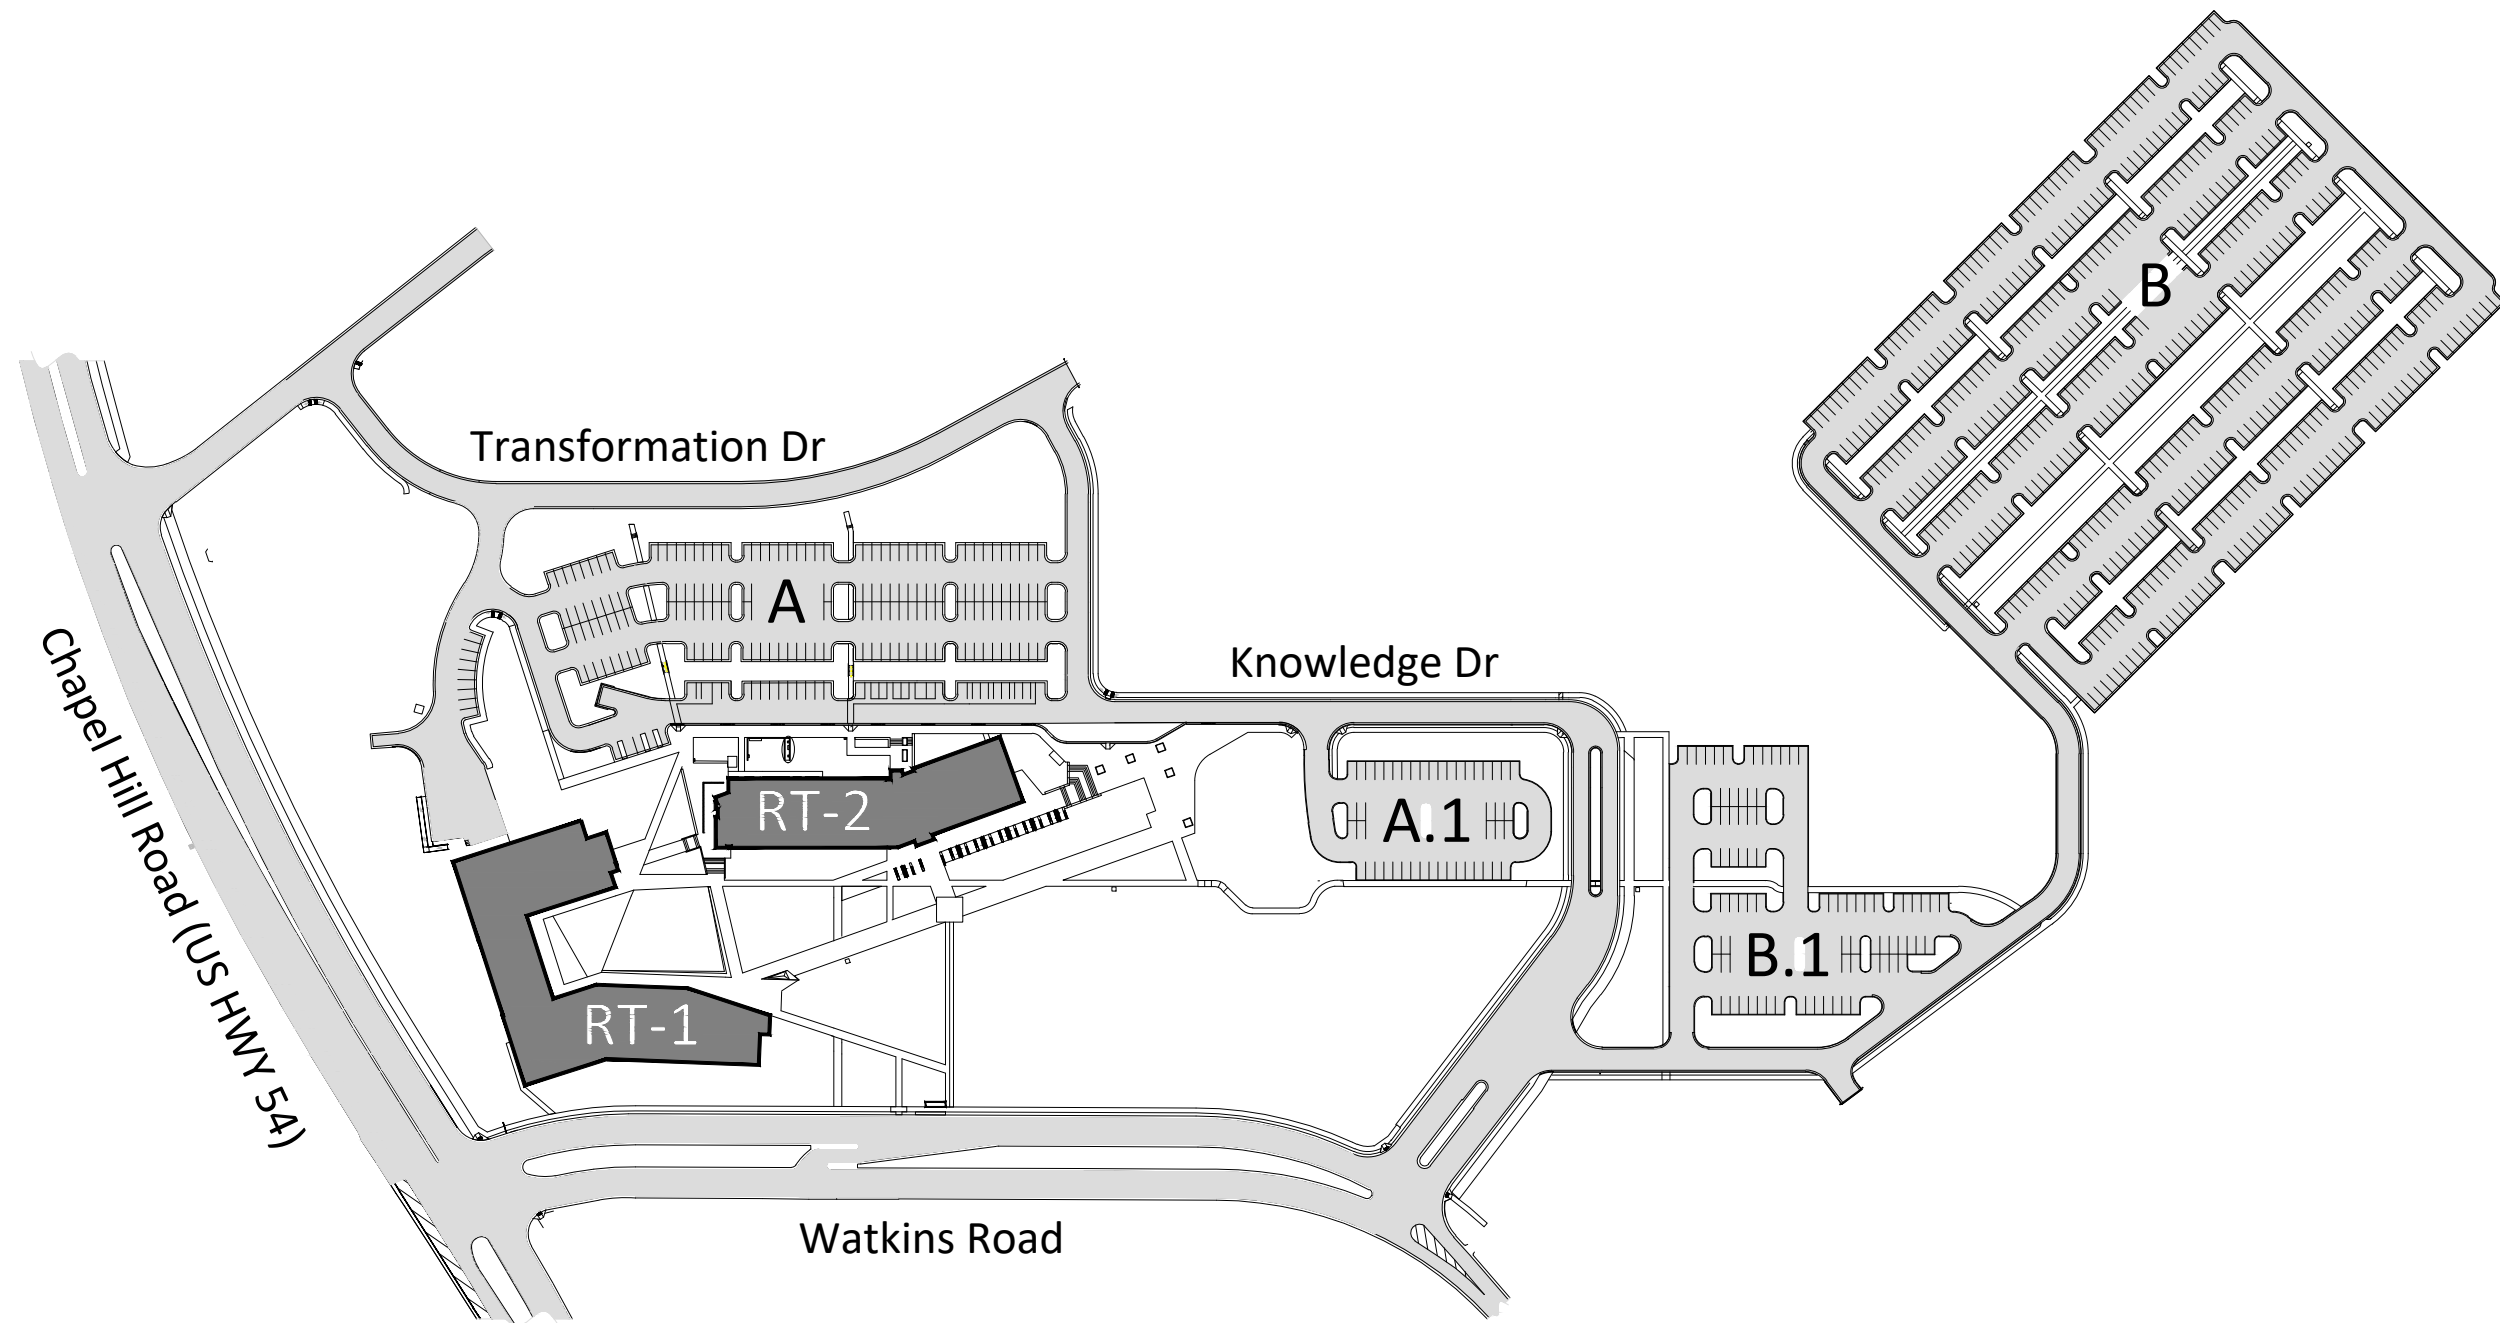 B
Transformation Dr
A
Knowledge Dr
Chapel Hill Road (US HWY 54)
RT-2
A.1
B.1
RT-1
Watkins Road